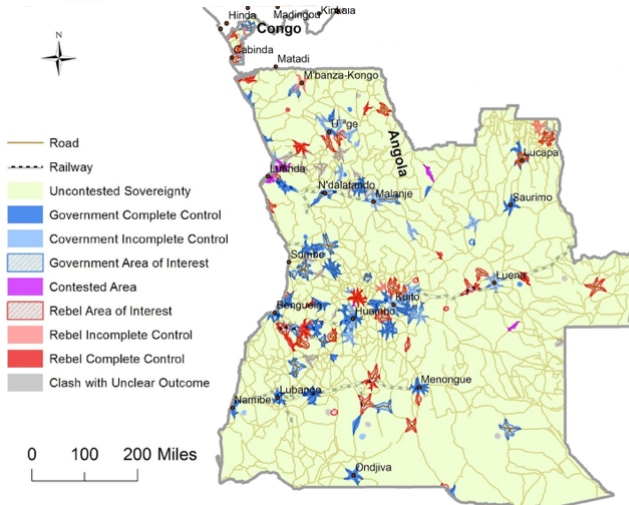 Hinda
Madingou
Kinkala
Congo
Cabinda
Matadi
N
M'banza-Kongo
Angola
Road
Railway
Uncontested Sovereignty
Government Complete Control
Covernment Incomplete Control
Government Area of Interest
Contested Area
Rebel Area of Interest
Rebel Incomplete Control
Rebel Complete Control
Clash with Unclear Outcome
0 100 200 Miles
U¨ªge
Lucapa
Luanda
N'dalatando
Malanje
Saurimo
Sumbe
Luena
Benguela
Kuito
Huambo
Lubango
Menongue
Namibe
Ondjiva